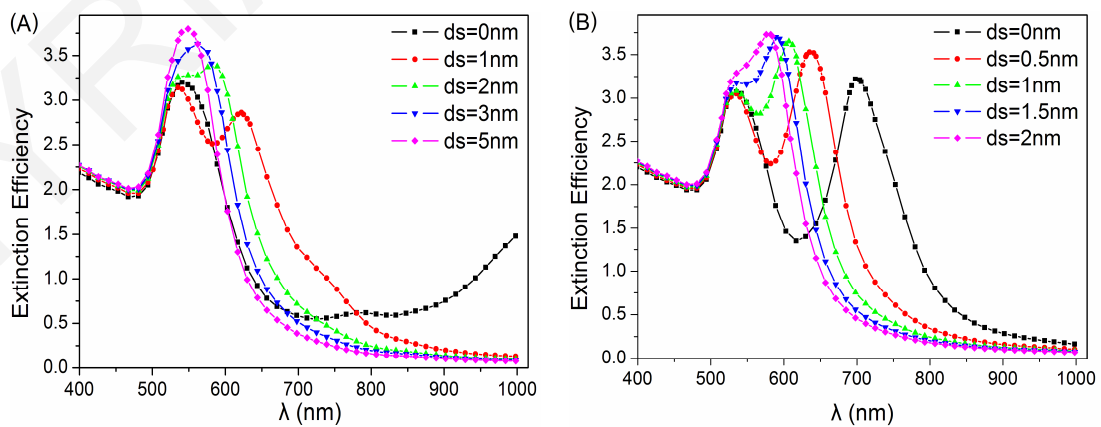 (A)
ds=0nm
ds=1nm
ds=2nm
ds=3nm
ds=5nm
3.5
3.0
2.5
2.0
1.5
1.0
0.5
0.0
Extinction Efficiency
400 500 600 700 800 900 1000
λ (nm)
(B)
ds=0nm
ds=0.5nm
ds=1nm
ds=1.5nm
ds=2nm
3.5
3.0
2.5
2.0
1.5
1.0
0.5
0.0
Extinction Efficiency
400 500 600 700 800 900 1000
λ (nm)